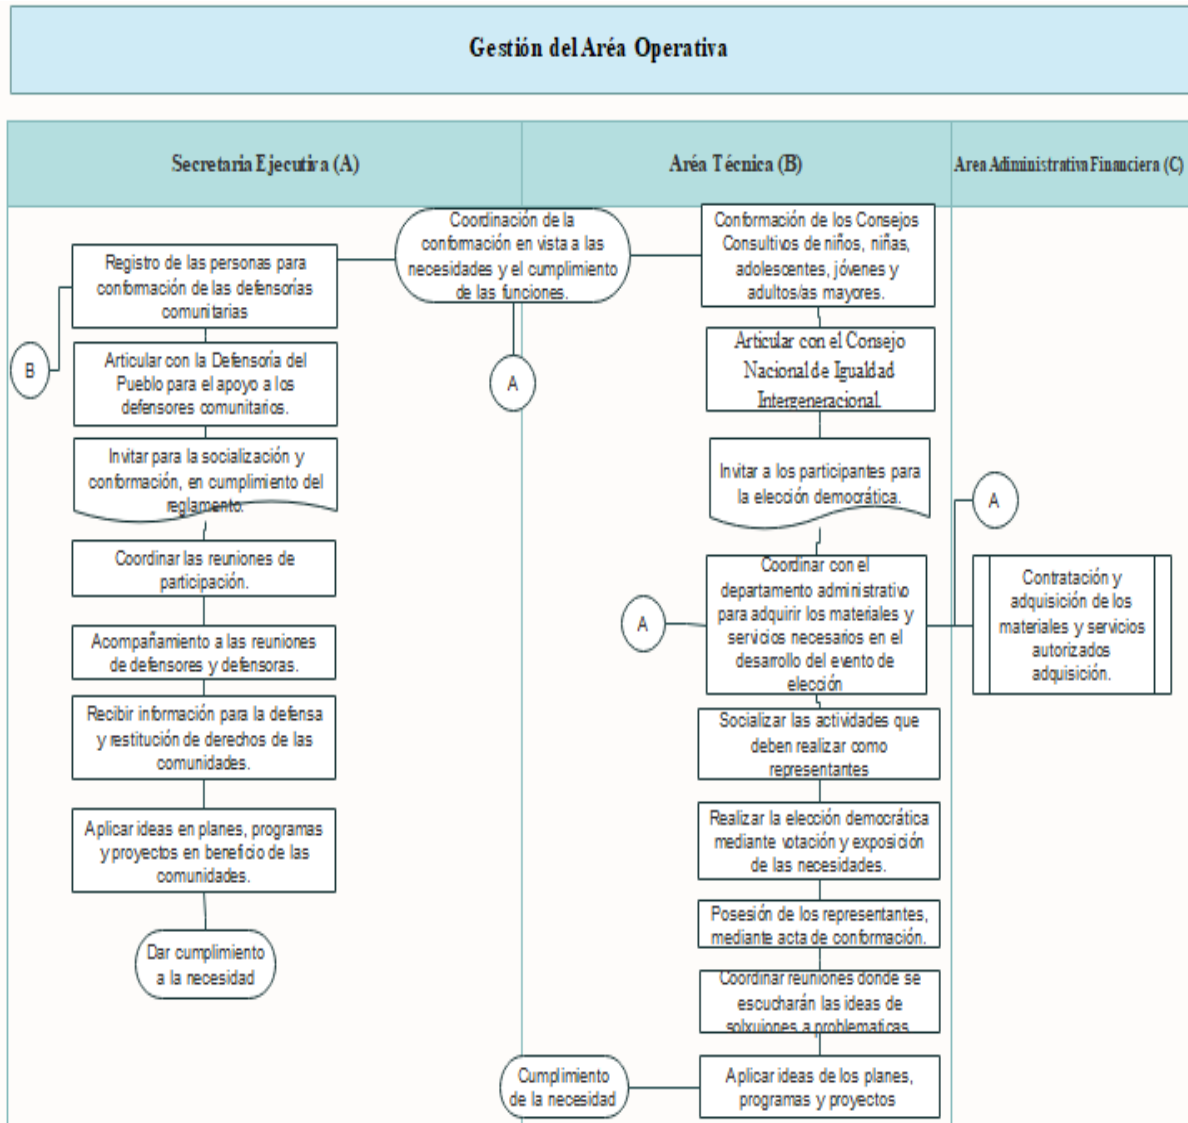 Gestión del Aréa Operativa
Secretaria Ejecutiva (A)
Aréa Técnica (B)
Area Adiministrativa Financiera (C)
Coordinación de la
conformación en vista a las
necesidades y el cumplimiento
de las funciones.
A
Registro de las personas para
conformación de las defensorías
comunitarias
B
Articular con la Defensoría del
Pueblo para el apoyo a los
defensores comunitarios.
Invitar para la socialización y
conformación, en cumplimiento del
reglamento.
Coordinar las reuniones de
participación.
Acompañamiento a las reuniones
de defensores y defensoras.
Recibir información para la defensa
y restitución de derechos de las
comunidades.
Aplicar ideas en planes, programas
y proyectos en beneficio de las
comunidades.
Dar cumplimiento
a la necesidad
Conformación de los Consejos
Consultivos de niños, niñas,
adolescentes, jóvenes y
adultos/as mayores.
Articular con el Consejo
Nacional de Igualdad
Intergeneracional.
Invitar a los participantes para
la elección democrática.
A
Coordinar con el
departamento administrativo
para adquirir los materiales y
servicios necesarios en el
desarrollo del evento de
elección
A
Contratación y
adquisición de los
materiales y servicios
autorizados
adquisición.
Socializar las actividades que
deben realizar como
representantes
Realizar la elección democrática
mediante votación y exposición
de las necesidades.
Posesión de los representantes,
mediante acta de conformación.
Coordinar reuniones donde se
escucharán las ideas de
solxuiones a problematicas
Aplicar ideas de los planes,
programas y proyectos
Cumplimiento
de la necesidad